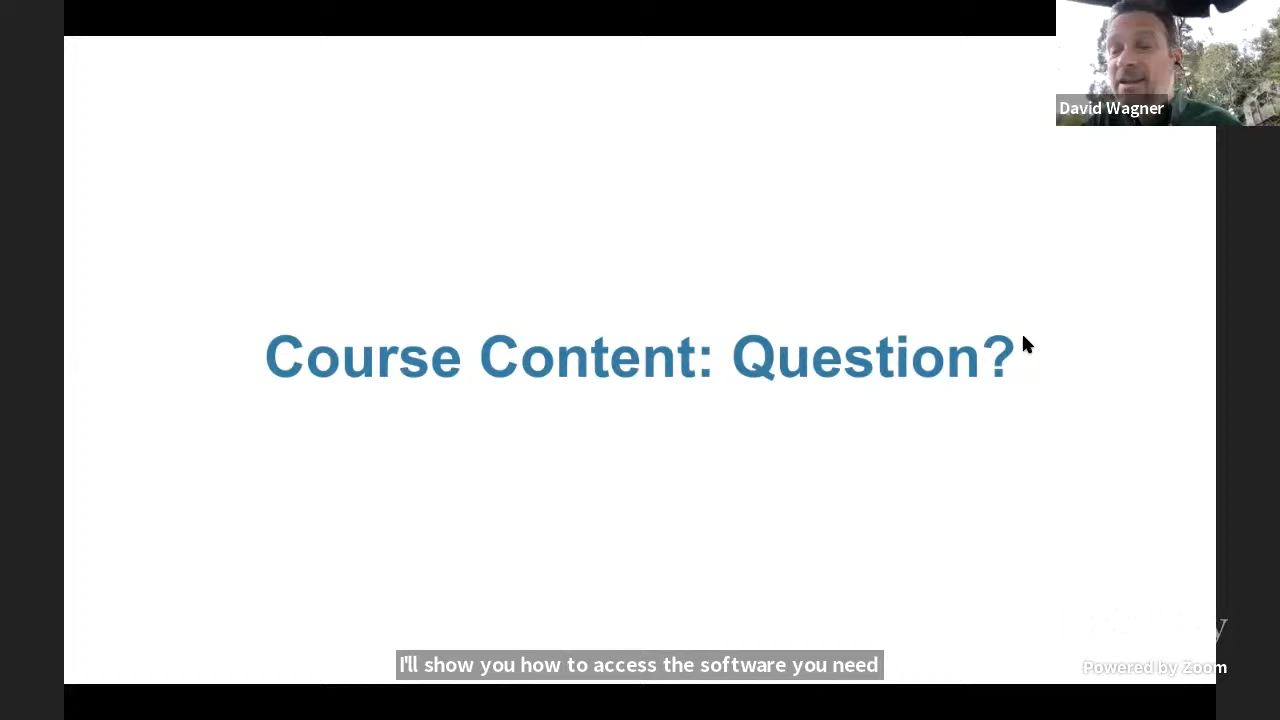 David Wagner
Course Content: Question?
I'll show you how to access the software you need
Powered by Zoom